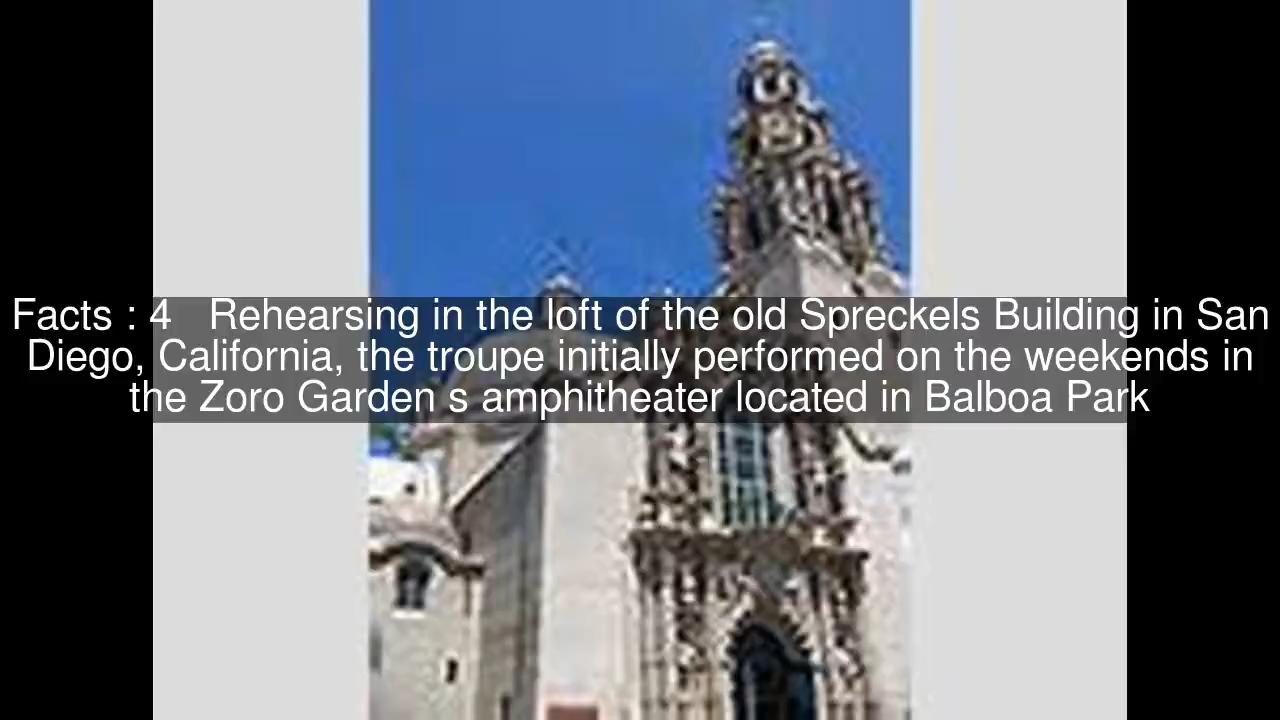 Facts : 4   Rehearsing in the loft of the old Spreckels Building in San
Diego, California, the troupe initially performed on the weekends in
the Zoro Garden s amphitheater located in Balboa Park